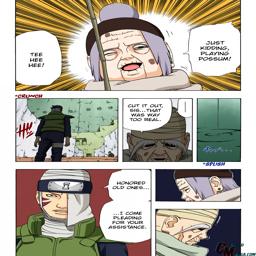 JUST
KIDDING,
PLAYING
POSSUM!
TEE
HEE
HEE!
CRUNCH
CUT IT OUT,
SIS... THAT
WAS WAY
TOO REAL.
SPLISH
HONORED
OLD ONES...
...I COME
PLEADING FOR
YOUR
ASSISTANCE.